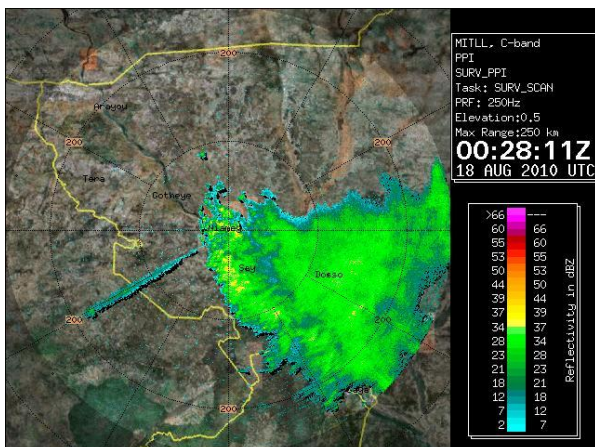 MITLL, C-band
PPI
SURV_PPI
Task: SURV_SCAN
PRF: 250Hz
Elevation:0.5
Max Range:250 km
00:28:11Z
18 AUG 2010 UTC
200
Arayou
200
200
Tera
Gotheye
Niamey
Say
Dosso
200
200
200
>66 ---
60 66
55 60
53 55
50 53
44 50
39 44
37 39
34 37
28 34
23 28
21 23
18 21
12 18
7 12
2 7
Reflectivity in dBZ